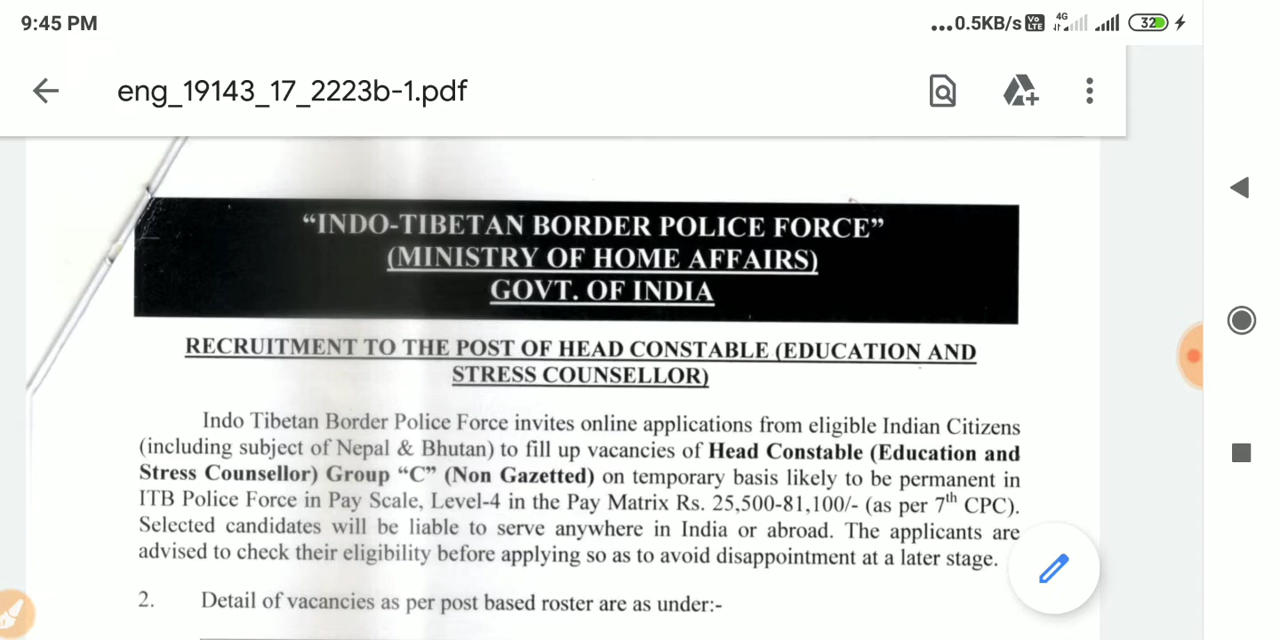 9:45 PM
...0.5KB/s Vo LTE 4G 32
eng_19143_17_2223b-1.pdf
“INDO-TIBETAN BORDER POLICE FORCE”
(MINISTRY OF HOME AFFAIRS)
GOVT. OF INDIA
RECRUITMENT TO THE POST OF HEAD CONSTABLE (EDUCATION AND
STRESS COUNSELLOR)
Indo Tibetan Border Police Force invites online applications from eligible Indian Citizens
(including subject of Nepal & Bhutan) to fill up vacancies of Head Constable (Education and
Stress Counsellor) Group “C” (Non Gazetted) on temporary basis likely to be permanent in
ITB Police Force in Pay Scale, Level-4 in the Pay Matrix Rs. 25,500-81,100/- (as per 7th CPC).
Selected candidates will be liable to serve anywhere in India or abroad. The applicants are
advised to check their eligibility before applying so as to avoid disappointment at a later stage.
2. Detail of vacancies as per post based roster are as under:-